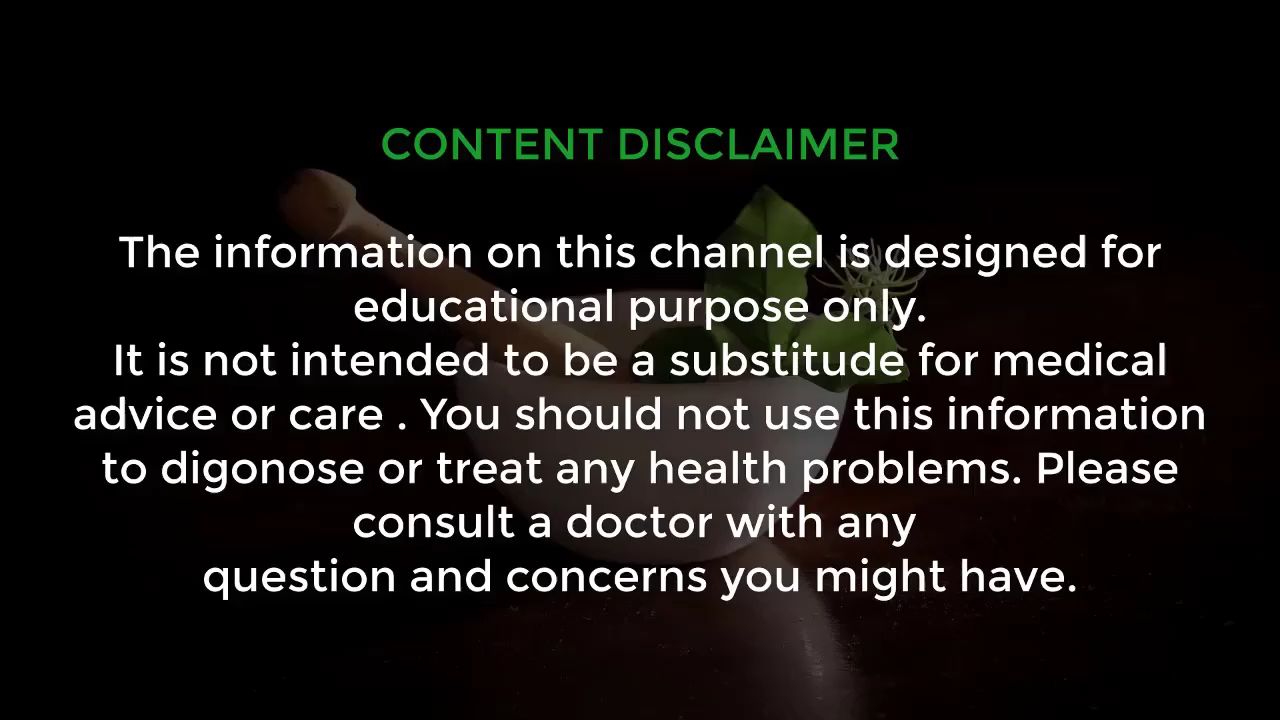 CONTENT DISCLAIMER
The information on this channel is designed for
educational purpose only.
It is not intended to be a substitude for medical
advice or care . You should not use this information
to digonose or treat any health problems. Please
consult a doctor with any
question and concerns you might have.